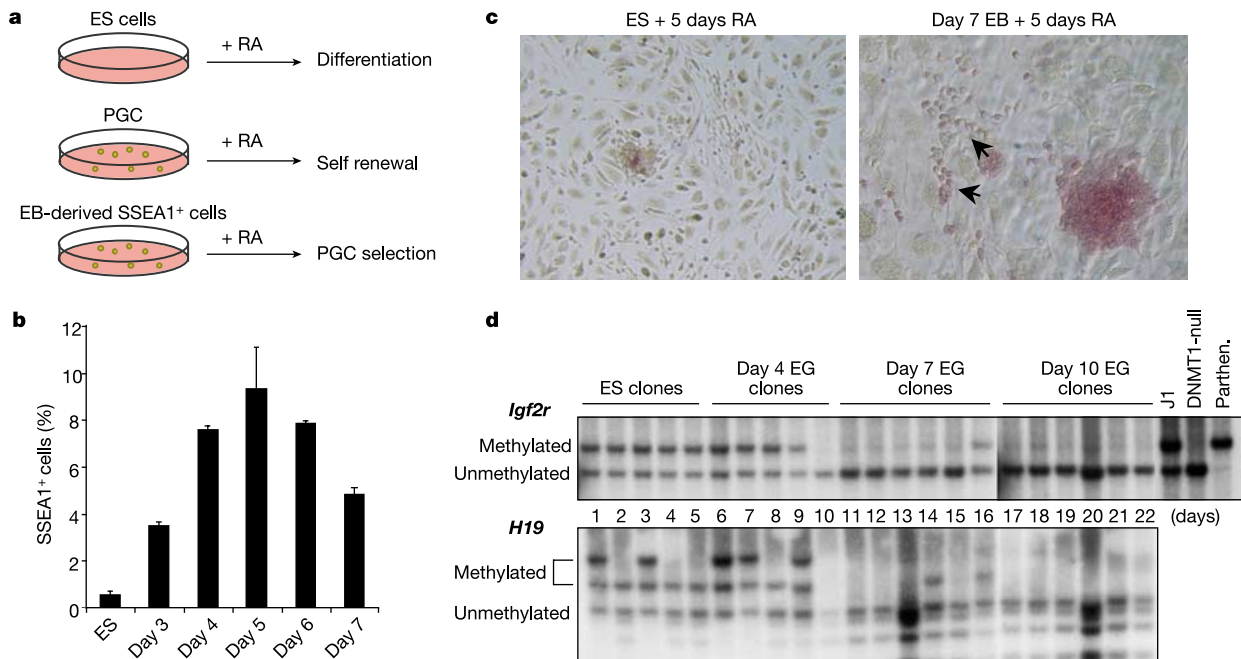 a
ES cells
+ RA
Differentiation
PGC
+ RA
Self renewal
EB-derived SSEA1⁺ cells
+ RA
PGC selection
b
SSEA1⁺ cells (%)
12
10
8
6
4
2
0
ES
Day 3
Day 4
Day 5
Day 6
Day 7
c
ES + 5 days RA
Day 7 EB + 5 days RA
d
ES clones
Day 4 EG
clones
Day 7 EG
clones
Day 10 EG
clones
J1
DNMT1-null
Parthen.
Igf2r
Methylated
Unmethylated
1 2 3 4 5 6 7 8 9 10 11 12 13 14 15 16 17 18 19 20 21 22 (days)
H19
Methylated
Unmethylated